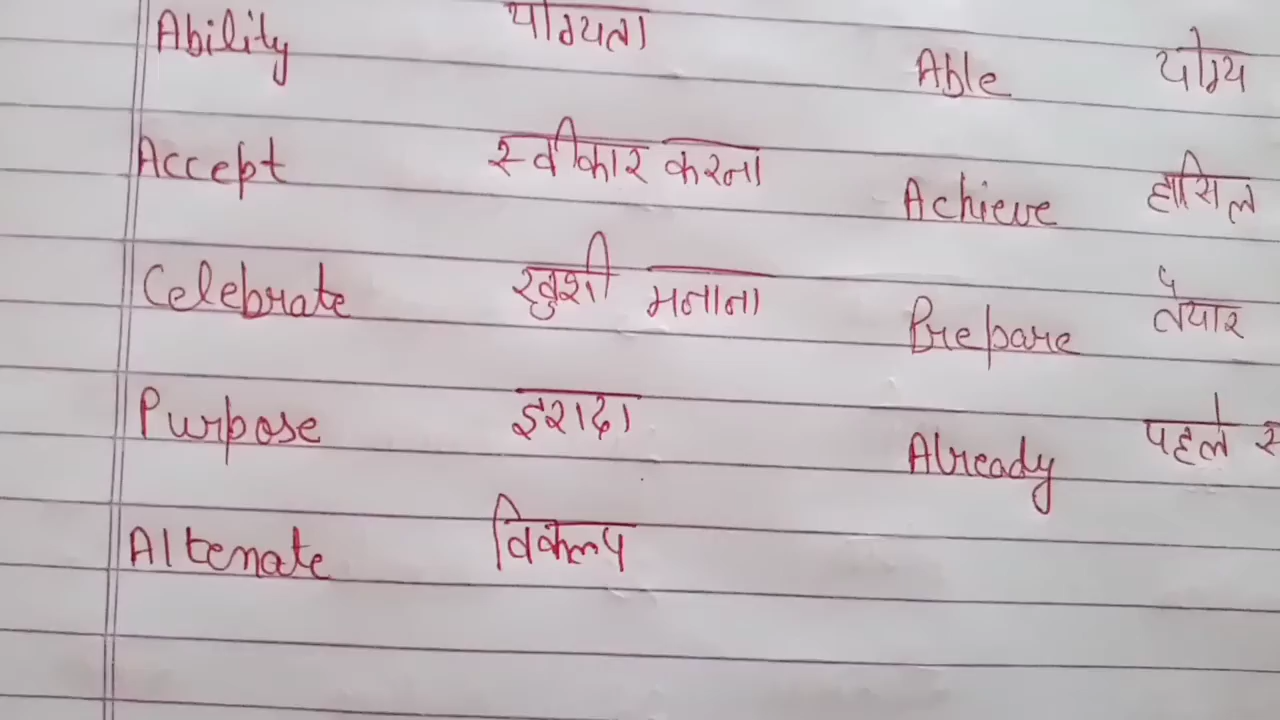 Ability योग्यता Able योग्य
Accept स्वीकार करना Achieve हासिल
Celebrate खुशी मनाना Prepare तैयार
Purpose इरादा Already पहले
Altenate विकल्प